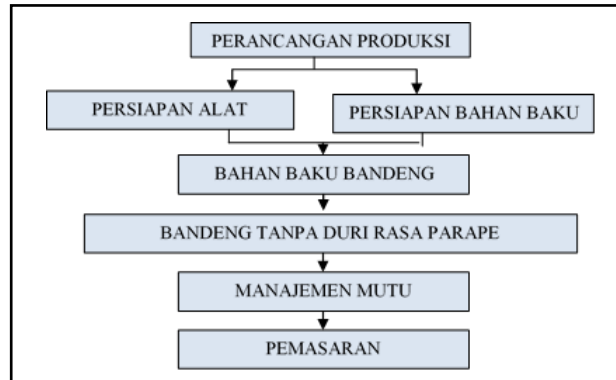 PERANCANGAN PRODUKSI
PERSIAPAN ALAT
PERSIAPAN BAHAN BAKU
BAHAN BAKU BANDENG
BANDENG TANPA DURI RASA PARAPE
MANAJEMEN MUTU
PEMASARAN